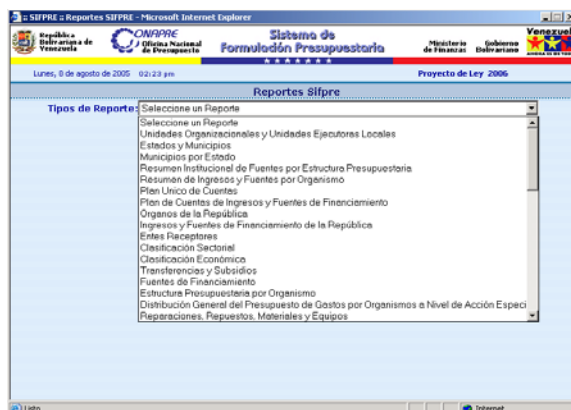 :: SIFPRE :: Reportes SIFPRE - Microsoft Internet Explorer
República Bolivariana de Venezuela
ONAPRE
Oficina Nacional de Presupuesto
Sistema de
Formulación Presupuestaria
Ministerio de Finanzas
Gobierno Bolivariano
Venezuela
Lunes, 8 de agosto de 2005 02:23 pm
Proyecto de Ley 2006
Reportes Sifpre
Tipos de Reporte: Seleccione un Reporte
Seleccione un Reporte
Unidades Organizacionales y Unidades Ejecutoras Locales
Estados y Municipios
Municipios por Estado
Resumen Institucional de Fuentes por Estructura Presupuestaria
Resumen de Ingresos y Fuentes por Organismo
Plan Unico de Cuentas
Plan de Cuentas de Ingresos y Fuentes de Financiamiento
Órganos de la República
Ingresos y Fuentes de Financiamiento de la República
Entes Receptores
Clasificación Sectorial
Clasificación Económica
Transferencias y Subsidios
Fuentes de Financiamiento
Estructura Presupuestaria por Organismo
Distribución General del Presupuesto de Gastos por Organismos a Nivel de Acción Especi
Reparaciones, Repuestos, Materiales y Equipos
Listo
Internet